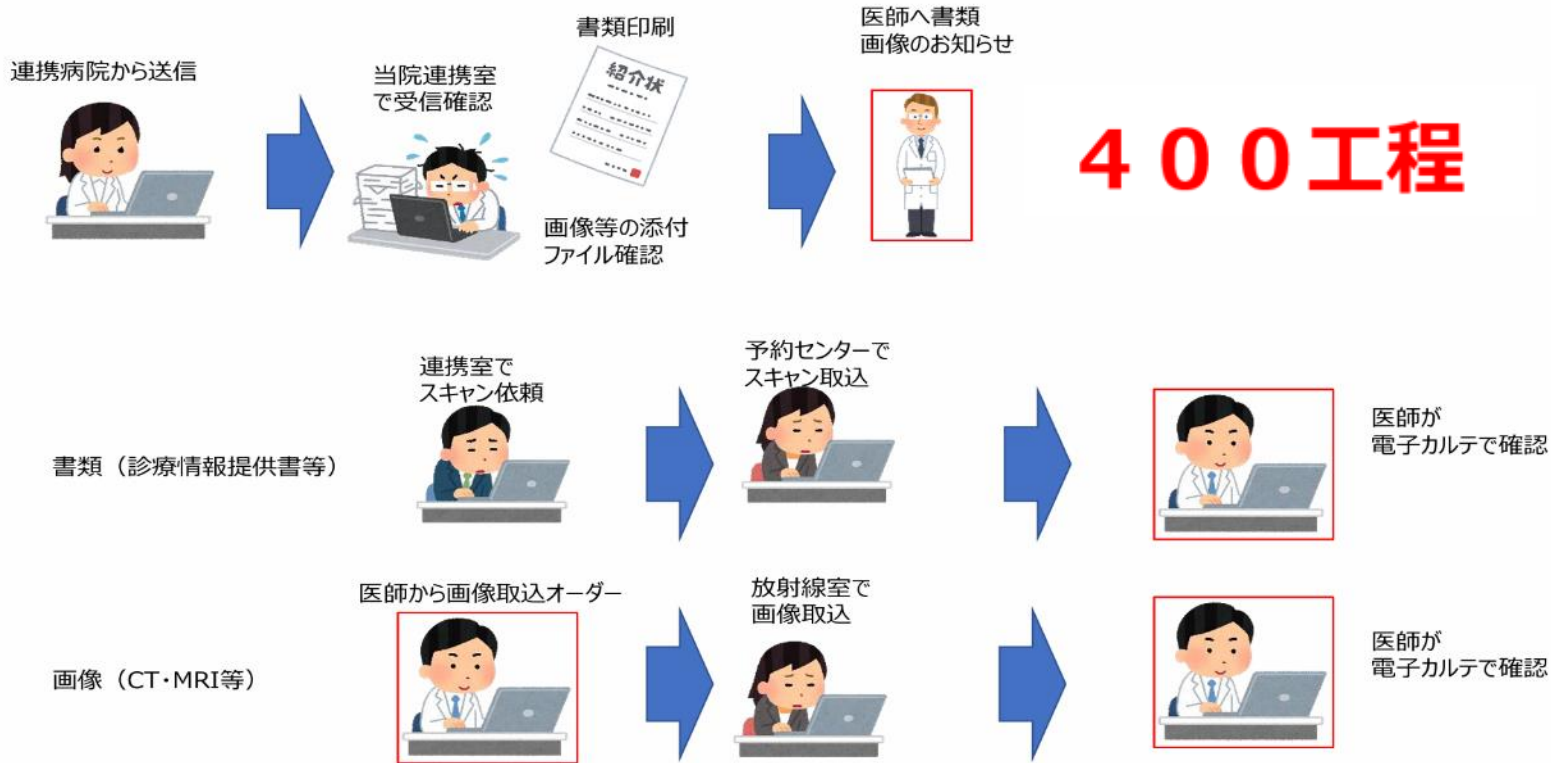 連携病院から送信
当院連携室
で受信確認
書類印刷
紹介状
画像等の添付
ファイル確認
医師へ書類
画像のお知らせ
４００工程
書類（診療情報提供書等）
連携室で
スキャン依頼
予約センターで
スキャン取込
医師が
電子カルテで確認
画像（CT・MRI等）
医師から画像取込オーダー
放射線室で
画像取込
医師が
電子カルテで確認